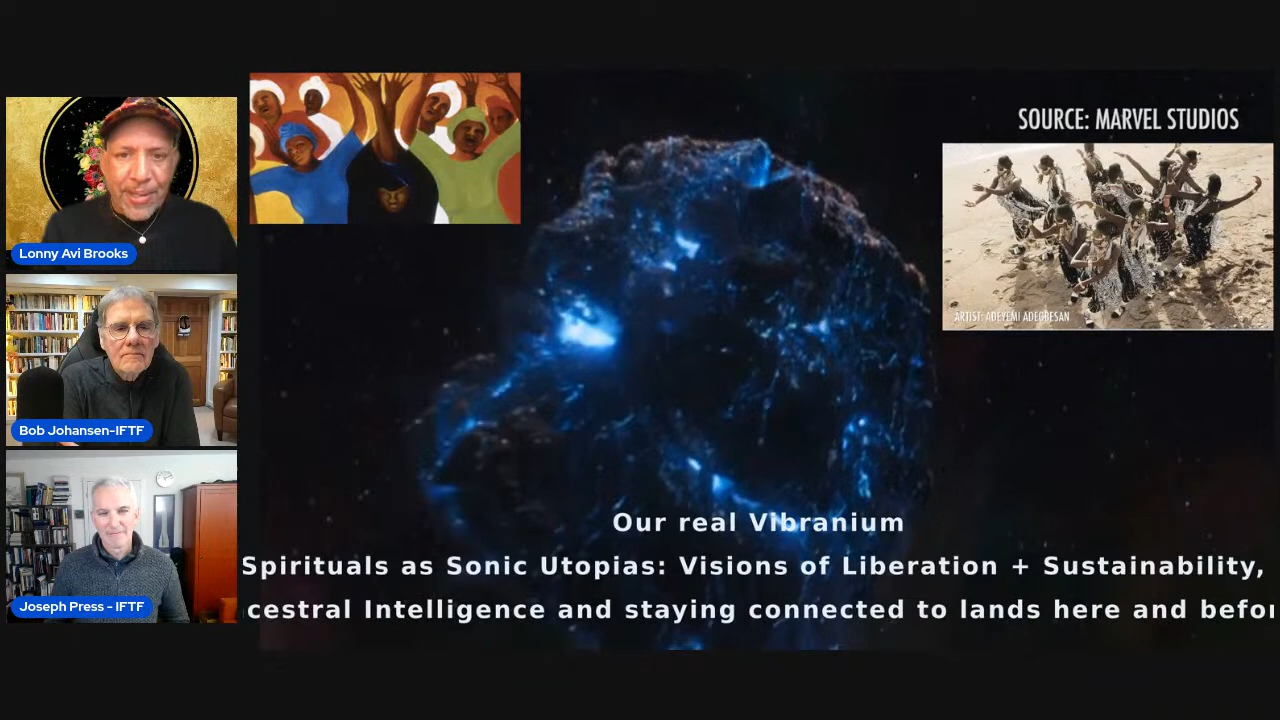 Lonny Avi Brooks
Bob Johansen-IFTF
Joseph Press - IFTF
SOURCE: MARVEL STUDIOS
ARTIST: ADEYEMI ADEGBESAN
Our real Vibranium
Spirituals as Sonic Utopias: Visions of Liberation + Sustainability,
cestral Intelligence and staying connected to lands here and befor